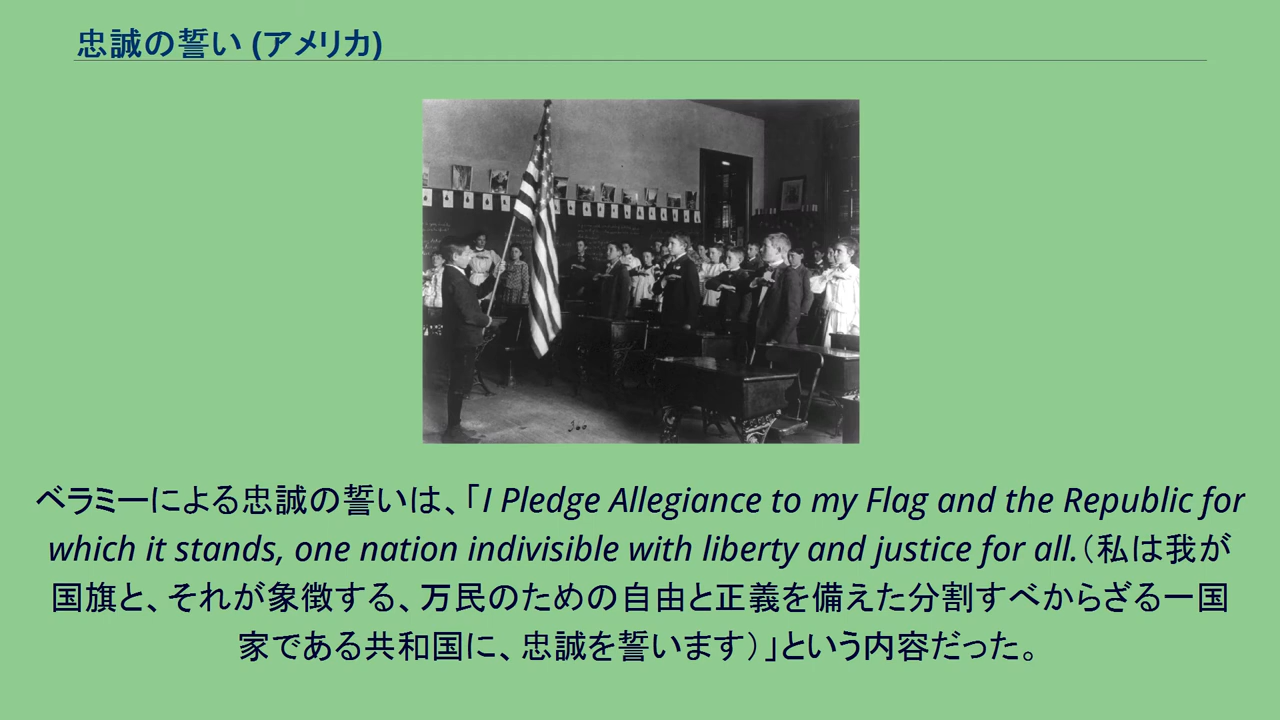 忠誠の誓い (アメリカ)
ベラミーによる忠誠の誓いは、「I Pledge Allegiance to my Flag and the Republic for
which it stands, one nation indivisible with liberty and justice for all.（私は我が
国旗と、それが象徴する、万民のための自由と正義を備えた分割すべからざる一国
家である共和国に、忠誠を誓います）」という内容だった。